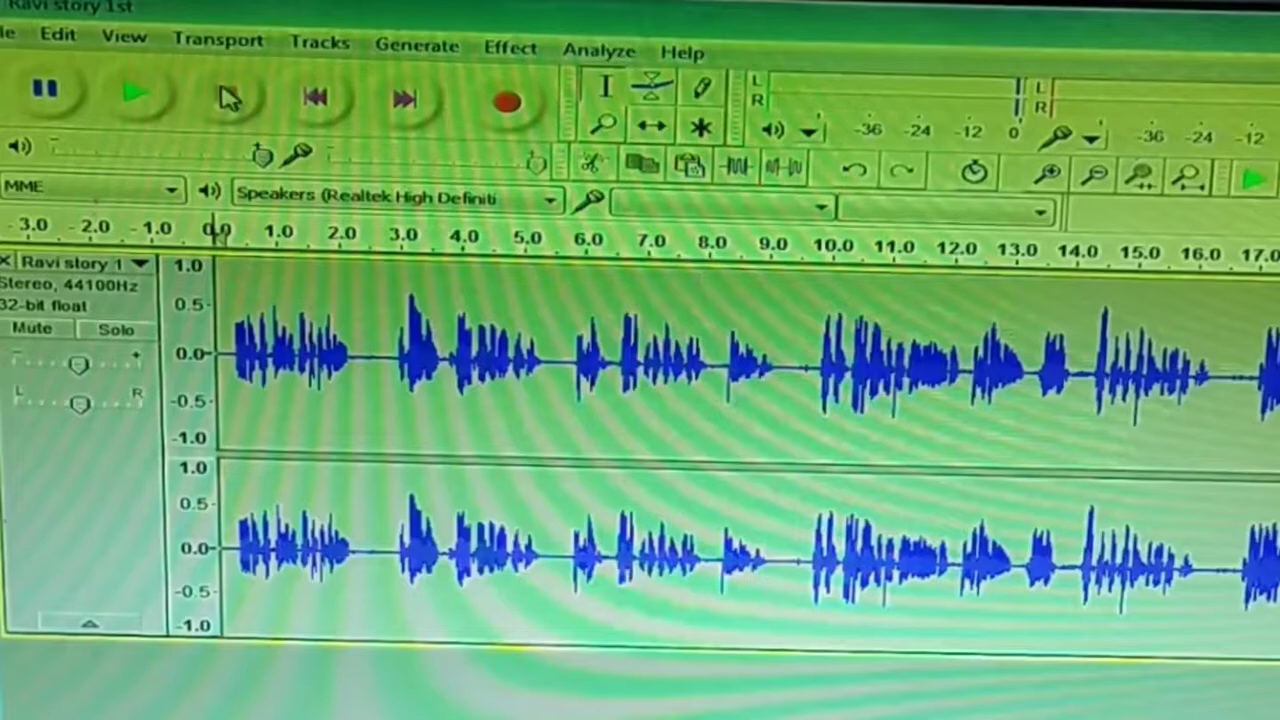 Ravi story 1st
le Edit View Transport Tracks Generate Effect Analyze Help
L
R
-36 -24 -12 0
L
R
-36 -24 -12
MME
Speakers (Realtek High Definiti
- 3.0 - 2.0 - 1.0 0.0 1.0 2.0 3.0 4.0 5.0 6.0 7.0 8.0 9.0 10.0 11.0 12.0 13.0 14.0 15.0 16.0 17.0
X Ravi story 1
Stereo, 44100Hz
32-bit float
Mute Solo
- +
L R
1.0
0.5-
0.0-
-0.5-
-1.0
1.0
0.5-
0.0-
-0.5-
-1.0